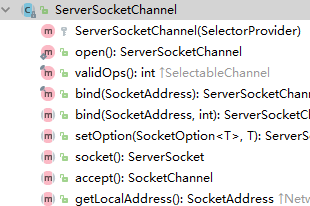 ServerSocketChannel
ServerSocketChannel(SelectorProvider)
open(): ServerSocketChannel
validOps(): int ↑SelectableChannel
bind(SocketAddress): ServerSocketChann
bind(SocketAddress, int): ServerSocketCh
setOption(SocketOption<T>, T): ServerSo
socket(): ServerSocket
accept(): SocketChannel
getLocalAddress(): SocketAddress ↑Netw